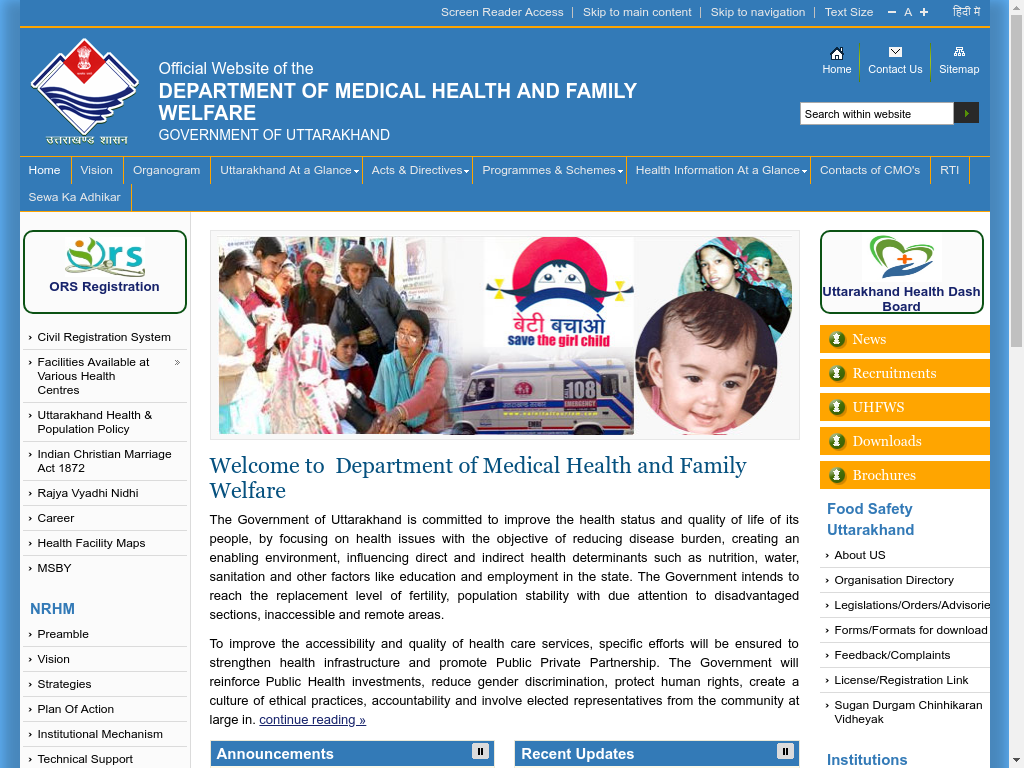 Screen Reader Access | Skip to main content | Skip to navigation | Text Size A हिंदी में
उत्तराखण्ड शासन
Official Website of the
DEPARTMENT OF MEDICAL HEALTH AND FAMILY
WELFARE
GOVERNMENT OF UTTARAKHAND
Home
Contact Us
Sitemap
Search within website
Home Vision Organogram Uttarakhand At a Glance Acts & Directives Programmes & Schemes Health Information At a Glance Contacts of CMO's RTI
Sewa Ka Adhikar
Ors
ORS Registration
› Civil Registration System
› Facilities Available at »
Various Health
Centres
› Uttarakhand Health &
Population Policy
› Indian Christian Marriage
Act 1872
› Rajya Vyadhi Nidhi
› Career
› Health Facility Maps
› MSBY
NRHM
› Preamble
› Vision
› Strategies
› Plan Of Action
› Institutional Mechanism
› Technical Support
बेटी बचाओ
save the girl child
108
EMERGENCY
www.nainitaltourism.com
EMRI
Welcome to Department of Medical Health and Family
Welfare
The Government of Uttarakhand is committed to improve the health status and quality of life of its
people, by focusing on health issues with the objective of reducing disease burden, creating an
enabling environment, influencing direct and indirect health determinants such as nutrition, water,
sanitation and other factors like education and employment in the state. The Government intends to
reach the replacement level of fertility, population stability with due attention to disadvantaged
sections, inaccessible and remote areas.
To improve the accessibility and quality of health care services, specific efforts will be ensured to
strengthen health infrastructure and promote Public Private Partnership. The Government will
reinforce Public Health investments, reduce gender discrimination, protect human rights, create a
culture of ethical practices, accountability and involve elected representatives from the community at
large in. continue reading »
Announcements
Recent Updates
Uttarakhand Health Dash
Board
News
Recruitments
UHFWS
Downloads
Brochures
Food Safety
Uttarakhand
› About US
› Organisation Directory
› Legislations/Orders/Advisorie
› Forms/Formats for download
› Feedback/Complaints
› License/Registration Link
› Sugan Durgam Chinhikaran
Vidheyak
Institutions